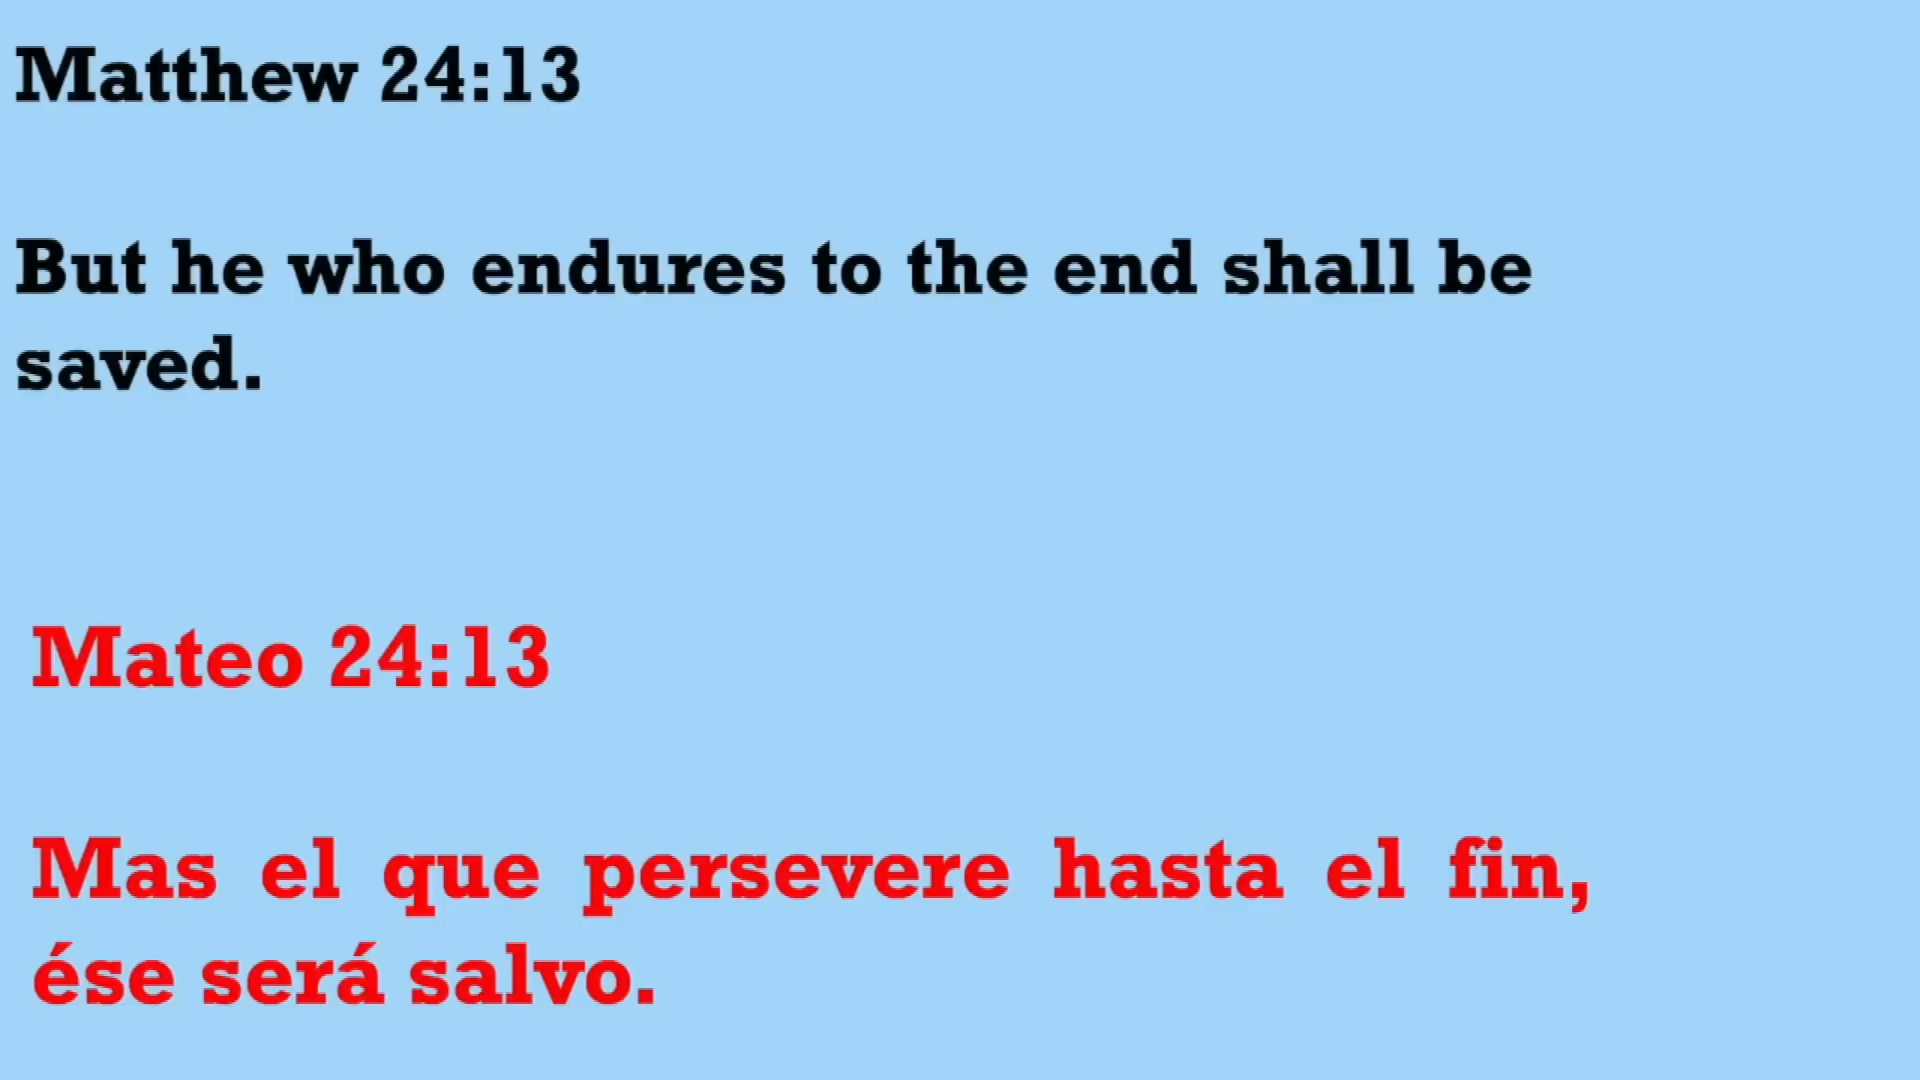 Matthew 24:13
But he who endures to the end shall be
saved.
Mateo 24:13
Mas el que persevere hasta el fin,
ése será salvo.